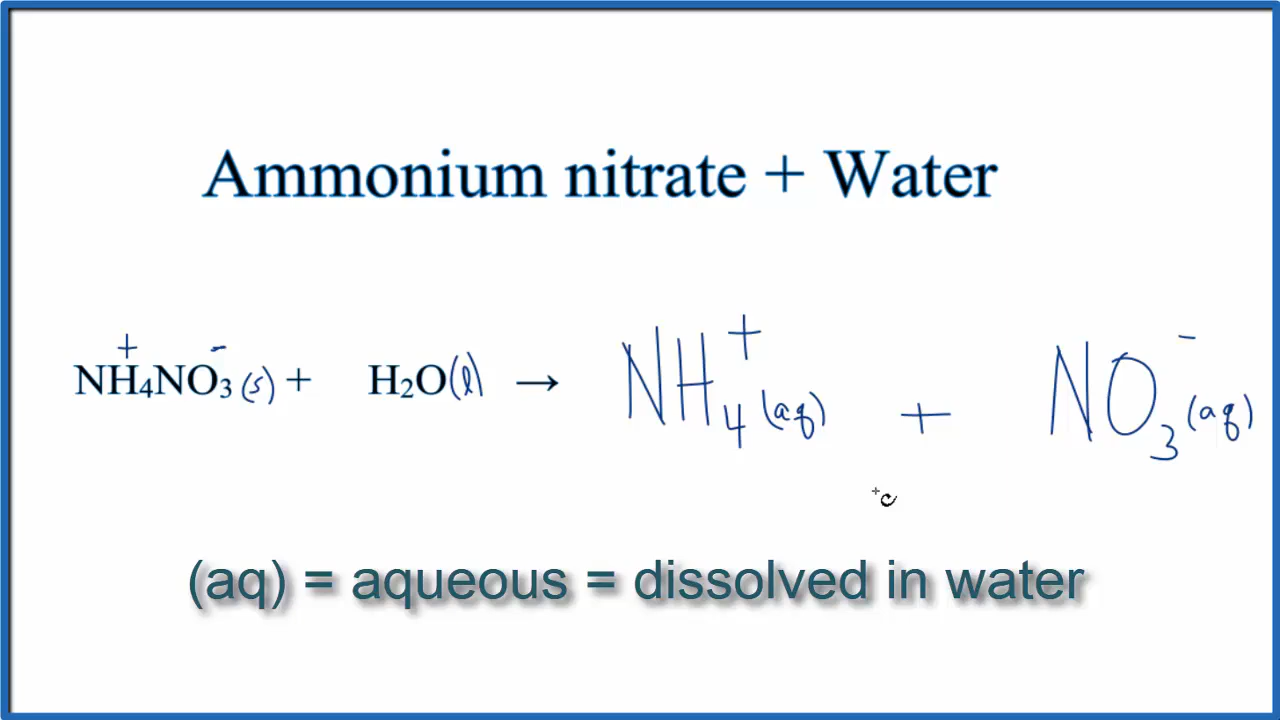 Ammonium nitrate + Water
NH₄⁺NO₃⁻(s) + H₂O(l) → NH₄⁺(aq) + NO₃⁻(aq)
(aq) = aqueous = dissolved in water